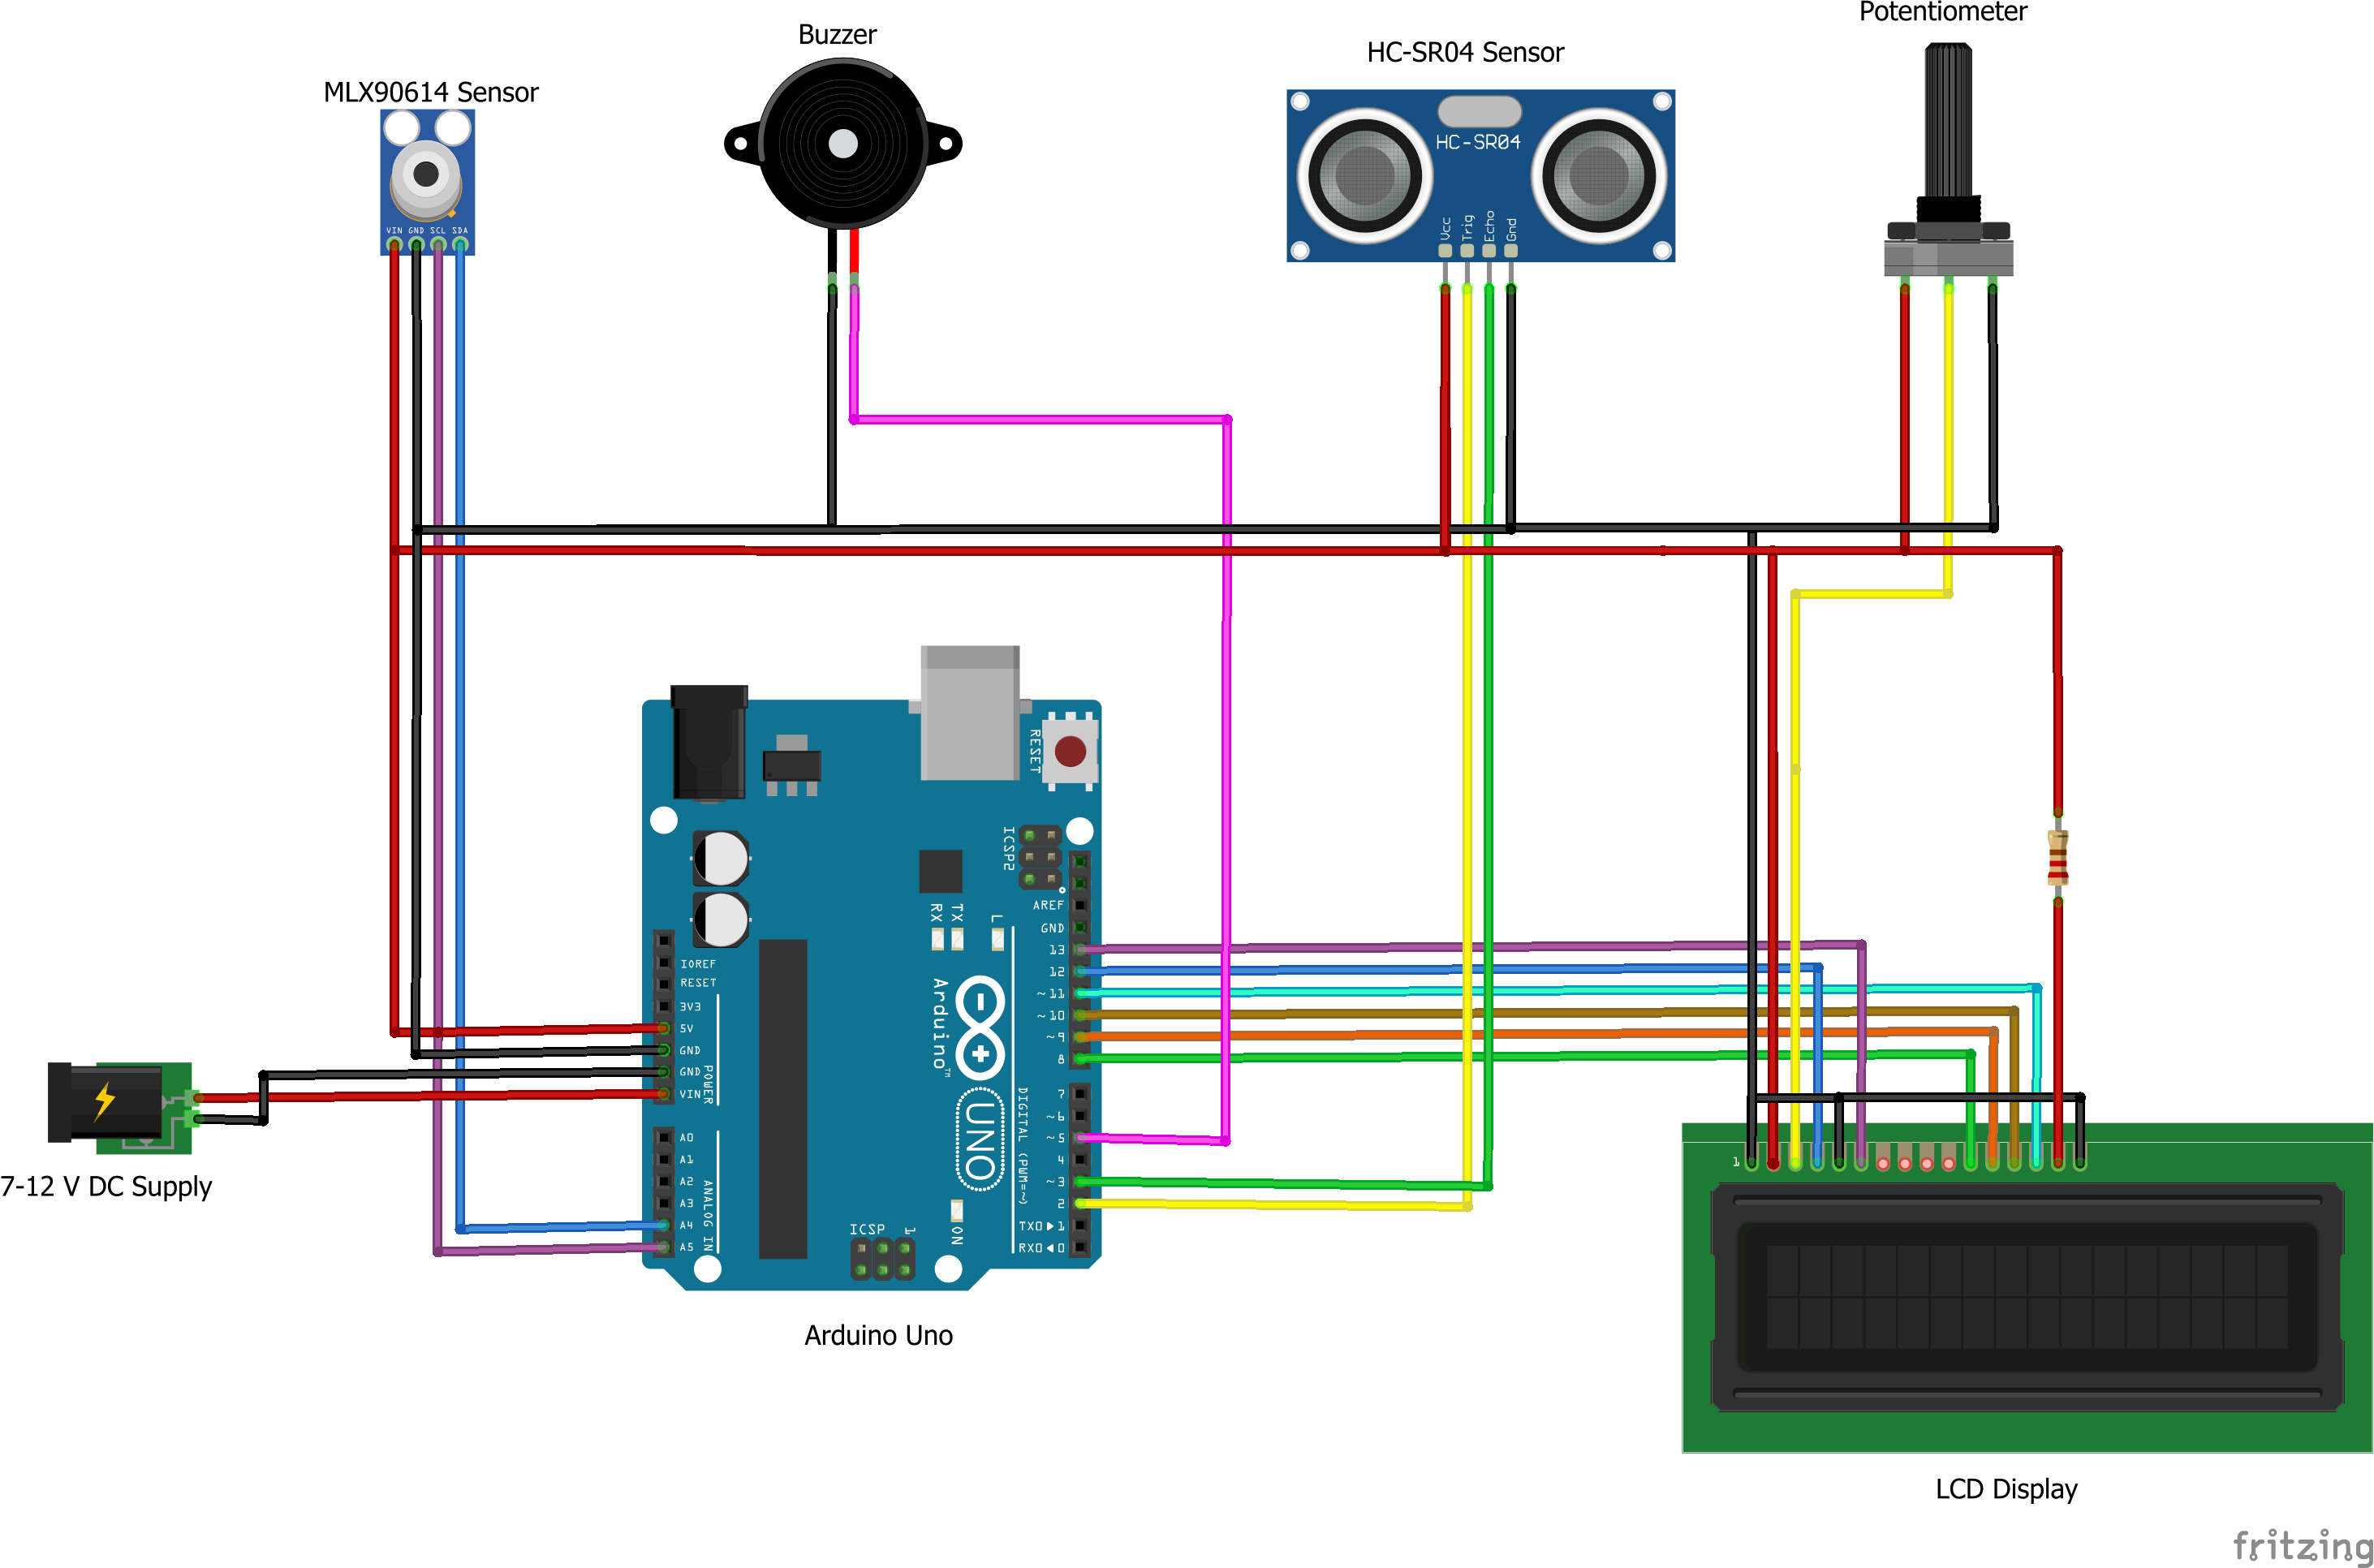 Potentiometer
Buzzer
HC-SR04 Sensor
MLX90614 Sensor
HC-SR04
Vcc
Trig
Echo
Gnd
VIN GND SCL SDA
RESET
ICSP2
AREF
GND
RX
TX
L
13
12
~11
~10
~9
8
IOREF
RESET
3V3
5V
GND
GND
VIN
POWER
Arduino™
UNO
DIGITAL (PWM=~)
7
~6
~5
4
~3
2
TX0▶1
RX0◀0
A0
A1
A2
A3
A4
A5
ANALOG IN
ICSP
1
ON
1
7-12 V DC Supply
Arduino Uno
LCD Display
fritzing